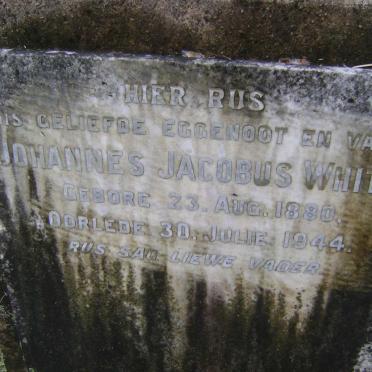 HIER RUS
ONS GELIEFDE EGGENOOT EN VA
JOHANNES JACOBUS WHIT
GEBORE 23. AUG. 1880.
OORLEDE 30. JULIE 1944.
RUS SAG LIEWE VADER